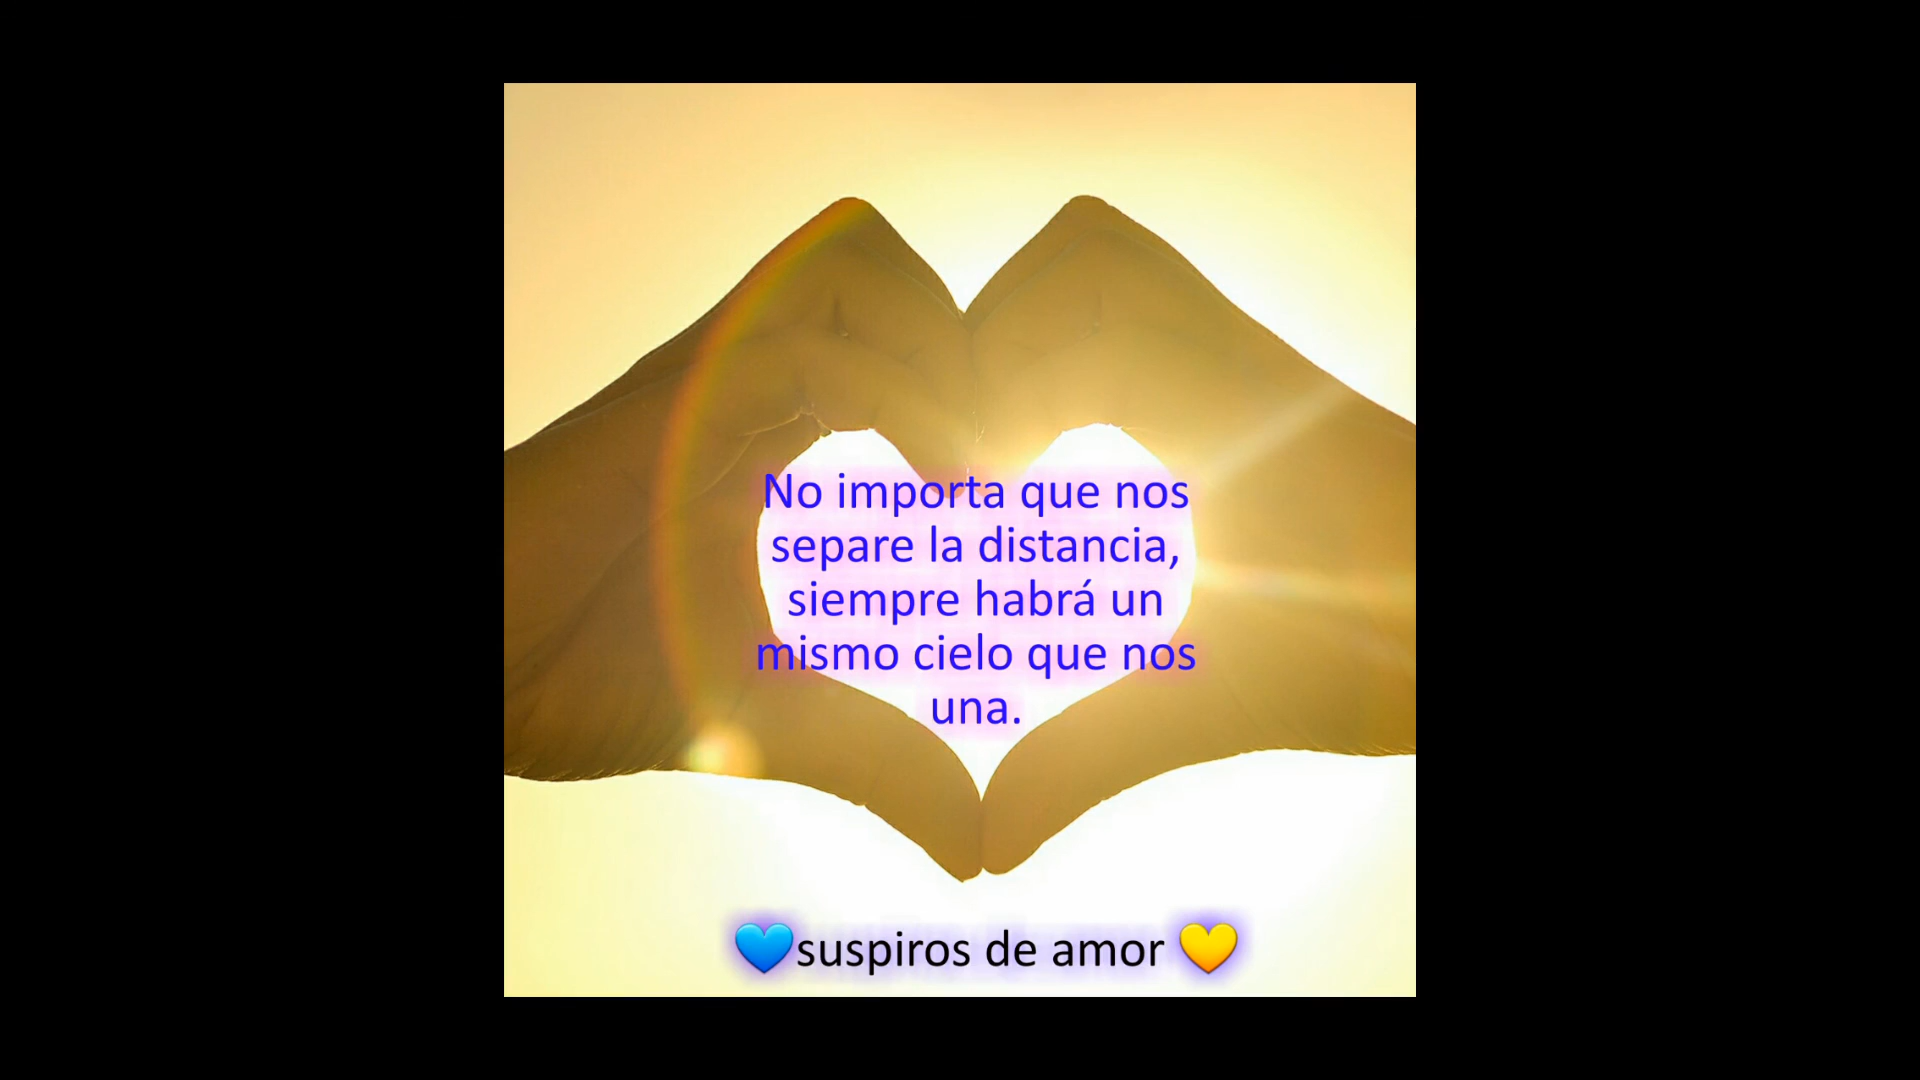 No importa que nos
separe la distancia,
siempre habrá un
mismo cielo que nos
una.
💙suspiros de amor 💛